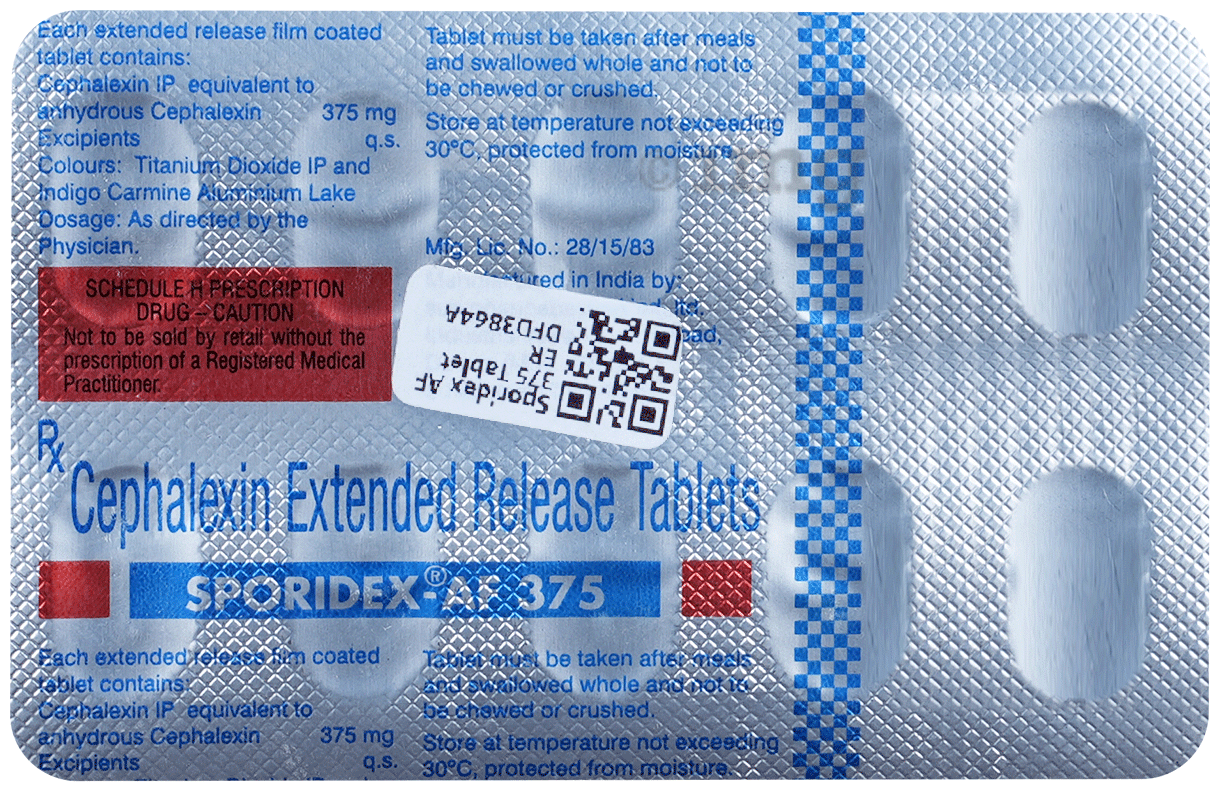 Each extended release film coated
tablet contains:
Cephalexin IP equivalent to
anhydrous Cephalexin 375 mg
Excipients q.s.
Colours: Titanium Dioxide IP and
Indigo Carmine Aluminium Lake
Dosage: As directed by the
Physician.
SCHEDULE H PRESCRIPTION
DRUG – CAUTION
Not to be sold by retail without the
prescription of a Registered Medical
Practitioner.
Tablet must be taken after meals
and swallowed whole and not to
be chewed or crushed.
Store at temperature not exceeding
30°C, protected from moisture.
Mfg. Lic. No.: 28/15/83
Manufactured in India by:
ltd.
Sporidex AF
375 Tablet
ER
DFD3864A
Rx
Cephalexin Extended Release Tablets
SPORIDEX®-AF 375
Each extended release film coated
tablet contains:
Cephalexin IP equivalent to
anhydrous Cephalexin 375 mg
Excipients q.s.
Tablet must be taken after meals
and swallowed whole and not to
be chewed or crushed.
Store at temperature not exceeding
30°C, protected from moisture.